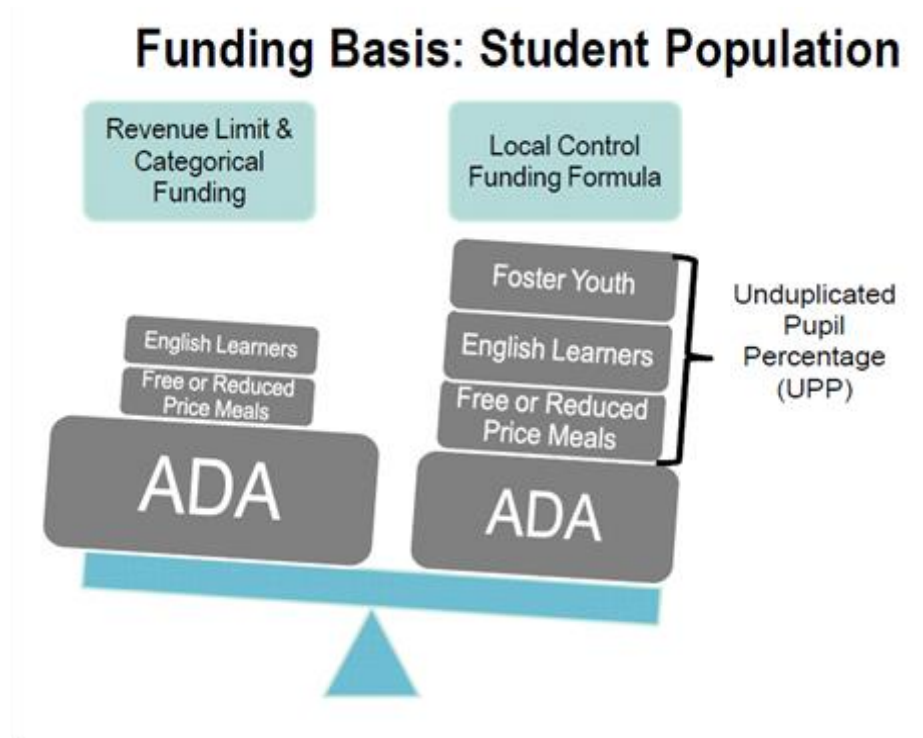 Funding Basis: Student Population
Revenue Limit &
Categorical
Funding
Local Control
Funding Formula
English Learners
Free or Reduced
Price Meals
ADA
Foster Youth
English Learners
Free or Reduced
Price Meals
ADA
Unduplicated
Pupil
Percentage
(UPP)